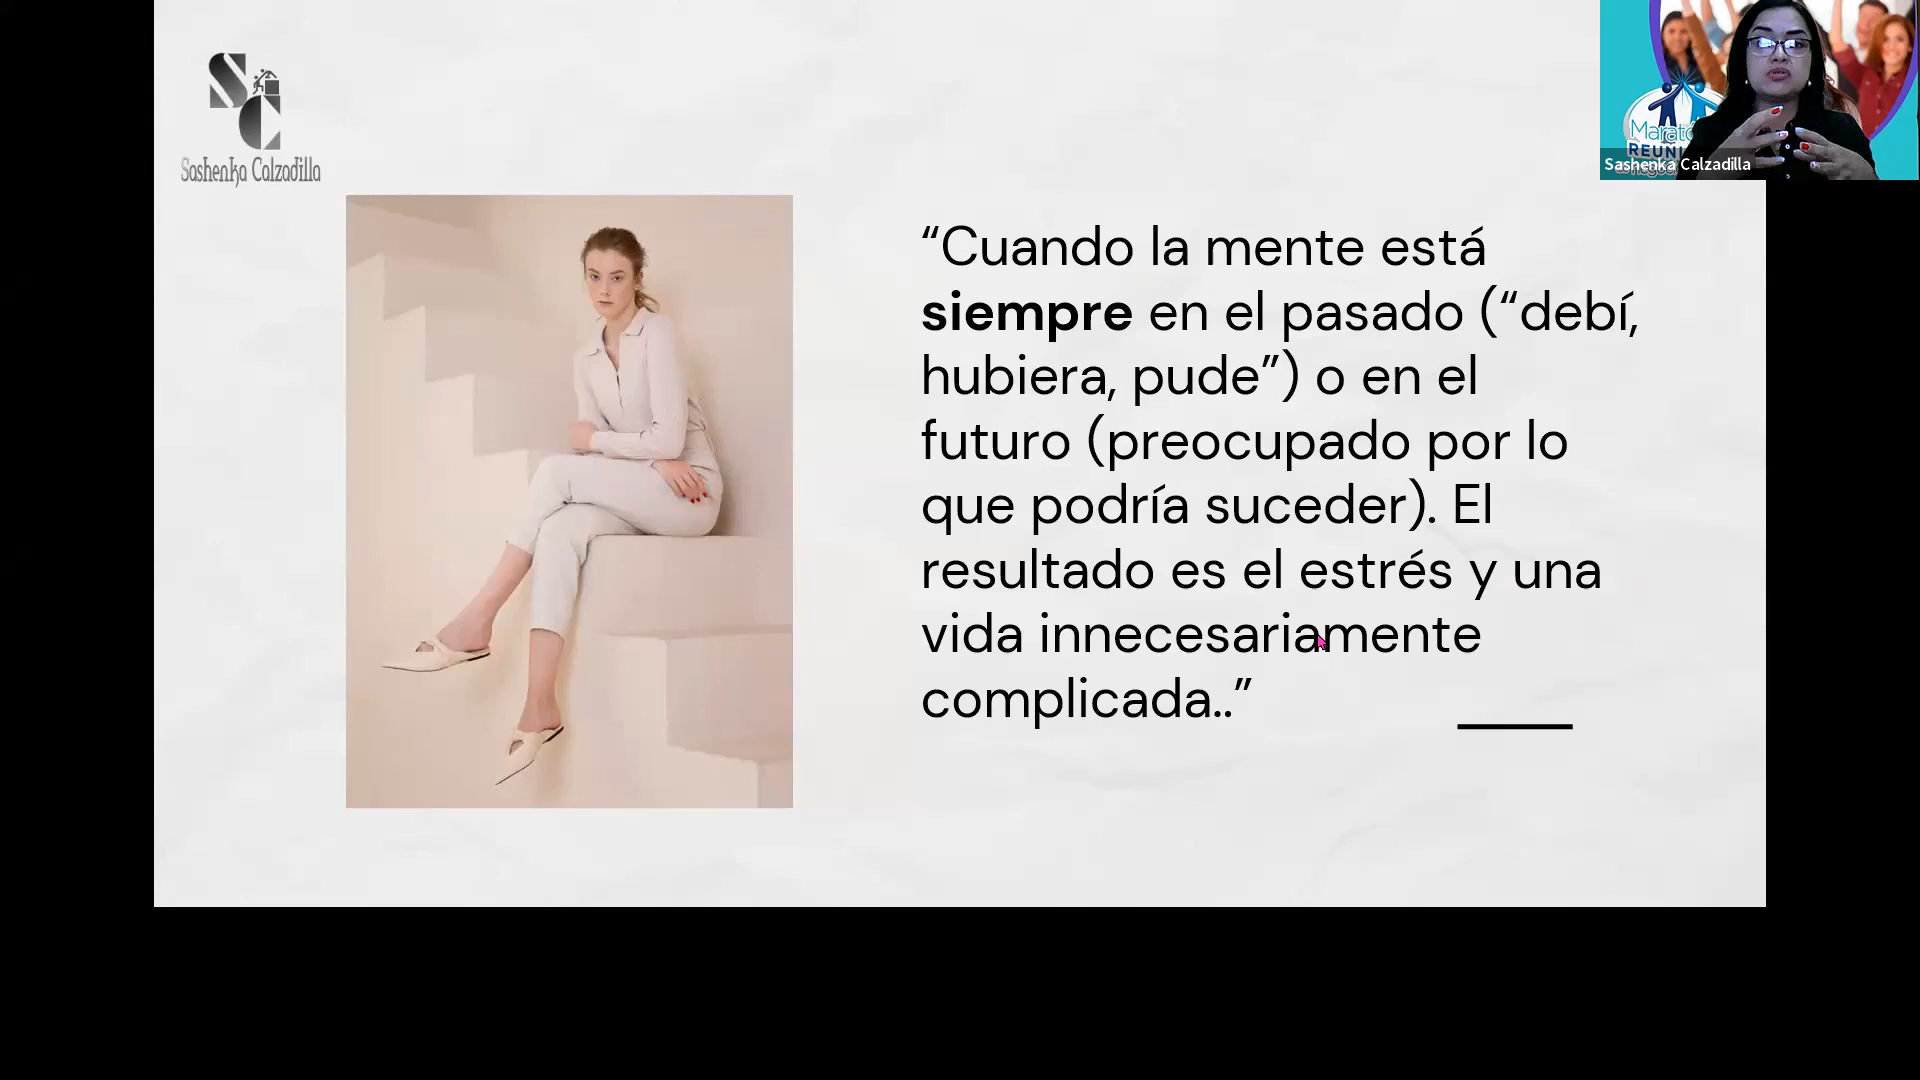 SC
Sashenka Calzadilla
“Cuando la mente está
siempre en el pasado (“debí,
hubiera, pude”) o en el
futuro (preocupado por lo
que podría suceder). El
resultado es el estrés y una
vida innecesariamente
complicada..”
Sashenka Calzadilla